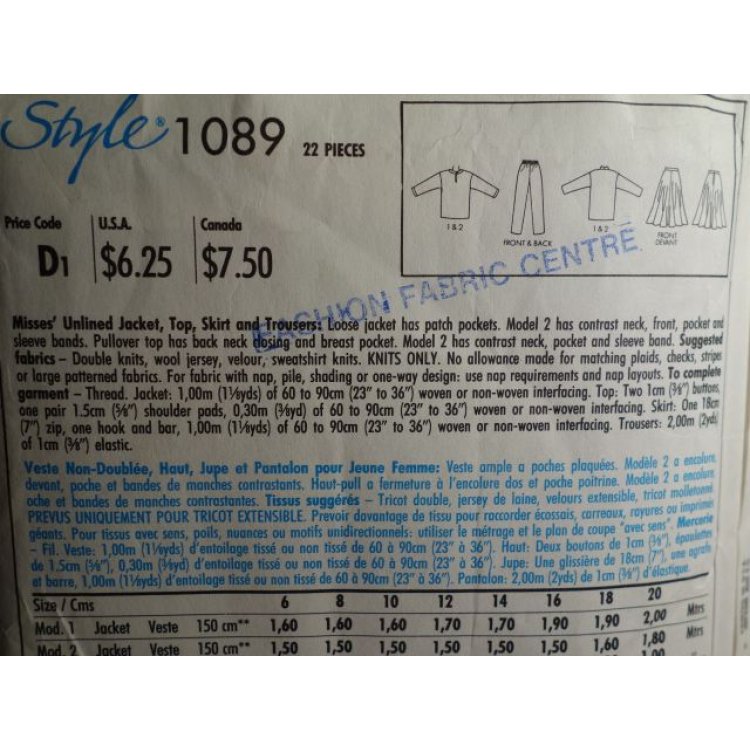 Style® 1089 22 PIECES
Price Code U.S.A. Canada
D1 $6.25 $7.50
1 & 2
FRONT & BACK
1 & 2
FRONT
DEVANT
FASHION FABRIC CENTRE
Misses' Unlined Jacket, Top, Skirt and Trousers: Loose jacket has patch pockets. Model 2 has contrast neck, front, pocket and
sleeve bands. Pullover top has back neck closing and breast pocket. Model 2 has contrast neck, pocket and sleeve band. Suggested
fabrics – Double knits, wool jersey, velour, sweatshirt knits. KNITS ONLY. No allowance made for matching plaids, checks, stripes
or large patterned fabrics. For fabric with nap, pile, shading or one-way design: use nap requirements and nap layouts. To complete
garment – Thread. Jacket: 1,00m (1⅛yds) of 60 to 90cm (23" to 36") woven or non-woven interfacing. Top: Two 1cm (⅜") buttons,
one pair 1.5cm (⅝") shoulder pads, 0,30m (⅜yd) of 60 to 90cm (23" to 36") woven or non-woven interfacing. Skirt: One 18cm
(7") zip, one hook and bar, 1,00m (1⅛yds) of 60 to 90cm (23" to 36") woven or non-woven interfacing. Trousers: 2,00m (2yds)
of 1cm (⅜") elastic.
Veste Non-Doublée, Haut, Jupe et Pantalon pour Jeune Femme: Veste ample a poches plaquées. Modèle 2 a encolure,
devant, poche et bandes de manches contrastants. Haut-pull a fermeture à l'encolure dos et poche poitrine. Modèle 2 a encolure,
oche et bandes de manches contrastantes. Tissus suggérés – Tricot double, jersey de laine, velours extensible, tricot molletonné
PREVUS UNIQUEMENT POUR TRICOT EXTENSIBLE. Prevoir davantage de tissu pour raccorder écossais, carreaux, rayures ou imprimés
géants. Pour tissus avec sens, poils, nuances ou motifs unidirectionnels: utiliser le métrage et le plan de coupe "avec sens". Mercerie
– Fil. Veste: 1,00m (1⅛yds) d'entoilage tissé ou non-tissé de 60 à 90cm (23" à 36"). Haut: Deux boutons de 1cm (⅜"), épaulettes
de 1.5cm (⅝"), 0,30m (⅜yd) d'entoilage tissé ou non-tissé de 60 à 90cm (23" à 36"). Jupe: Une glissière de 18cm (7"), une agrafe
et barre, 1,00m (1⅛yds) d'entoilage tissé ou non-tissé de 60 à 90cm (23" à 36"). Pantalon: 2,00m (2yds) de 1cm (⅜") d'élastique.
Size / Cms 6 8 10 12 14 16 18 20
Mod. 1 Jacket Veste 150 cm** 1,60 1,60 1,60 1,70 1,70 1,90 1,90 2,00 Mtrs
Mod. 2 Jacket Veste 150 cm** 1,50 1,50 1,50 1,50 1,50 1,50 1,60 1,80